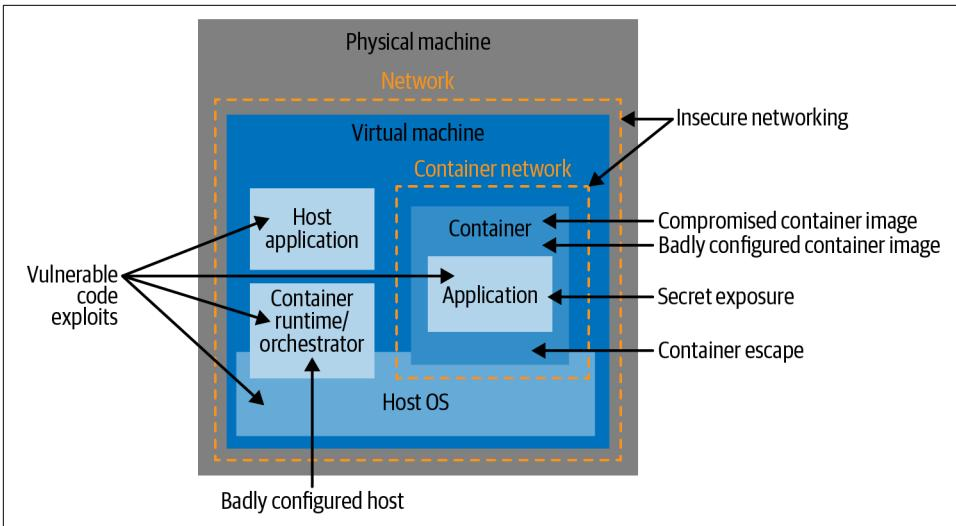 Physical machine
Network
Insecure networking
Virtual machine
Container network
Host
application
Container
Compromised container image
Badly configured container image
Vulnerable
code
exploits
Container
runtime/
orchestrator
Application
Secret exposure
Container escape
Host OS
Badly configured host